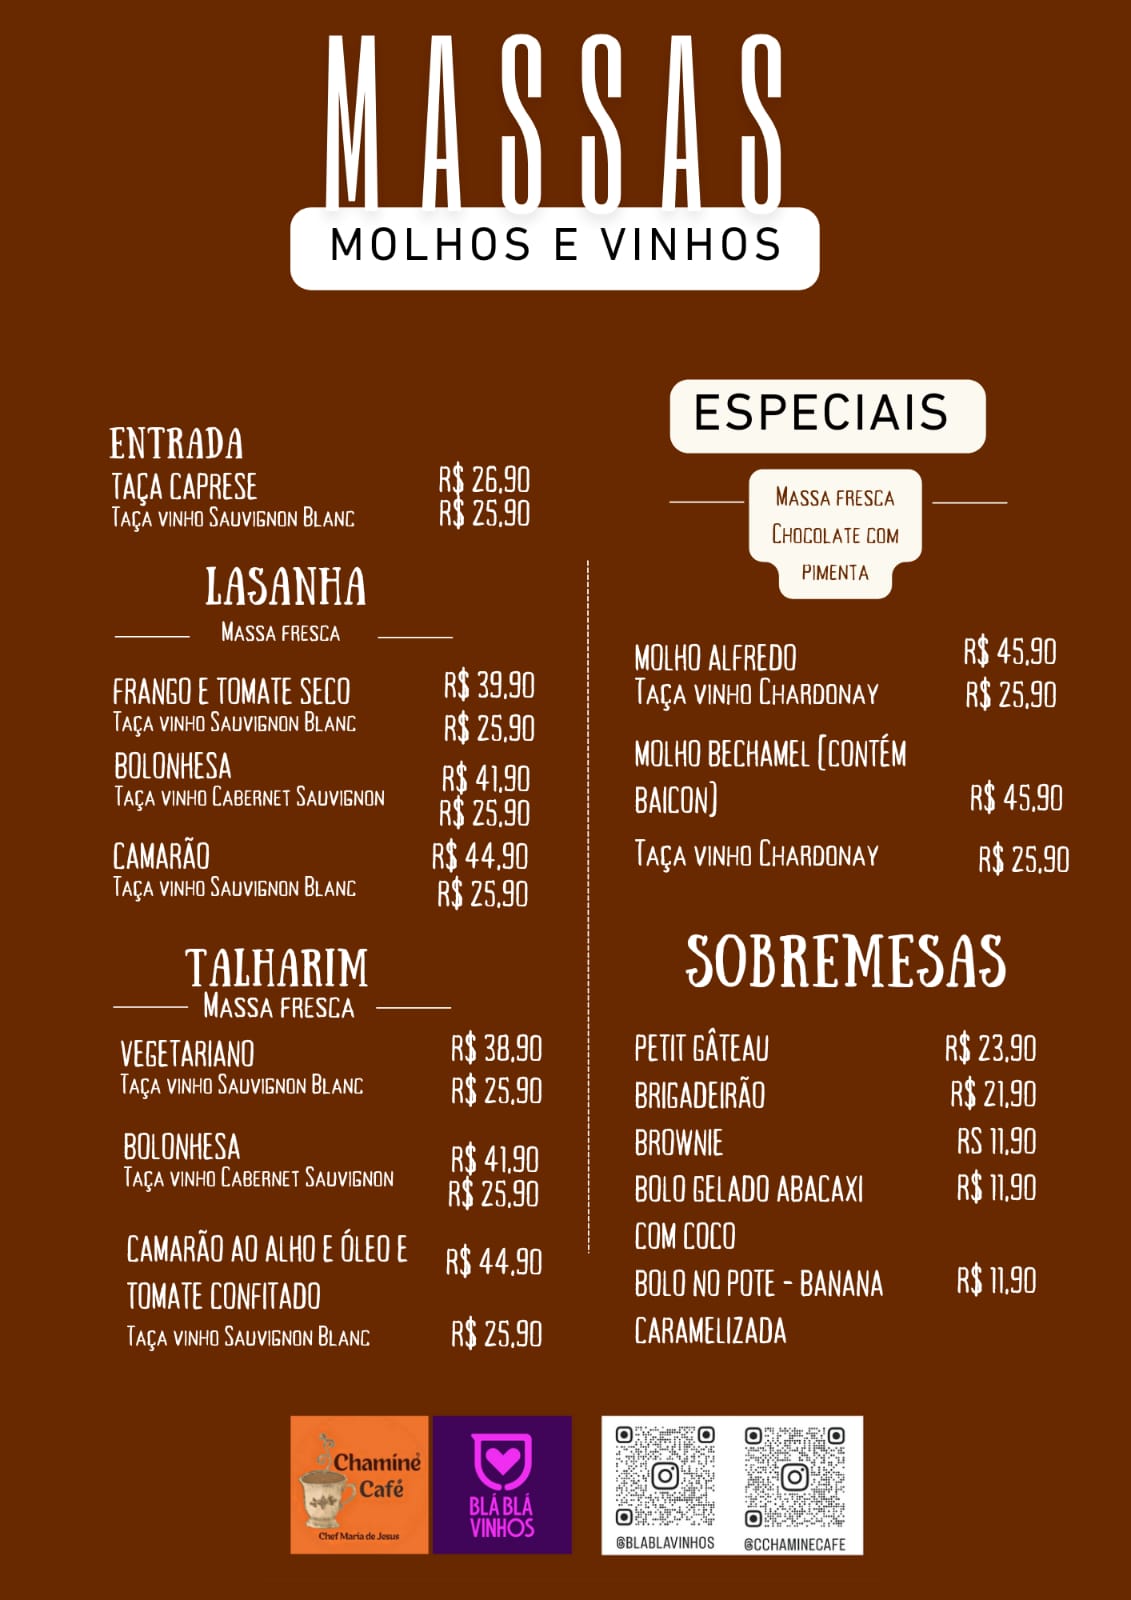 MASSAS
MOLHOS E VINHOS
ENTRADA
TAÇA CAPRESE R$ 26,90
TAÇA VINHO SAUVIGNON BLANC R$ 25,90
LASANHA
MASSA FRESCA
FRANGO E TOMATE SECO R$ 39,90
TAÇA VINHO SAUVIGNON BLANC R$ 25,90
BOLONHESA R$ 41,90
TAÇA VINHO CABERNET SAUVIGNON R$ 25,90
CAMARÃO R$ 44,90
TAÇA VINHO SAUVIGNON BLANC R$ 25,90
TALHARIM
MASSA FRESCA
VEGETARIANO R$ 38,90
TAÇA VINHO SAUVIGNON BLANC R$ 25,90
BOLONHESA R$ 41,90
TAÇA VINHO CABERNET SAUVIGNON R$ 25,90
CAMARÃO AO ALHO E ÓLEO E R$ 44,90
TOMATE CONFITADO
TAÇA VINHO SAUVIGNON BLANC R$ 25,90
ESPECIAIS
MASSA FRESCA
CHOCOLATE COM
PIMENTA
MOLHO ALFREDO R$ 45,90
TAÇA VINHO CHARDONAY R$ 25,90
MOLHO BECHAMEL (CONTÉM
BAICON) R$ 45,90
TAÇA VINHO CHARDONAY R$ 25,90
SOBREMESAS
PETIT GÂTEAU R$ 23,90
BRIGADEIRÃO R$ 21,90
BROWNIE RS 11,90
BOLO GELADO ABACAXI R$ 11,90
COM COCO
BOLO NO POTE - BANANA R$ 11,90
CARAMELIZADA
Chaminé
Café
Chef Maria de Jesus
BLÁ BLÁ
VINHOS
@BLABLAVINHOS
@CCHAMINECAFE